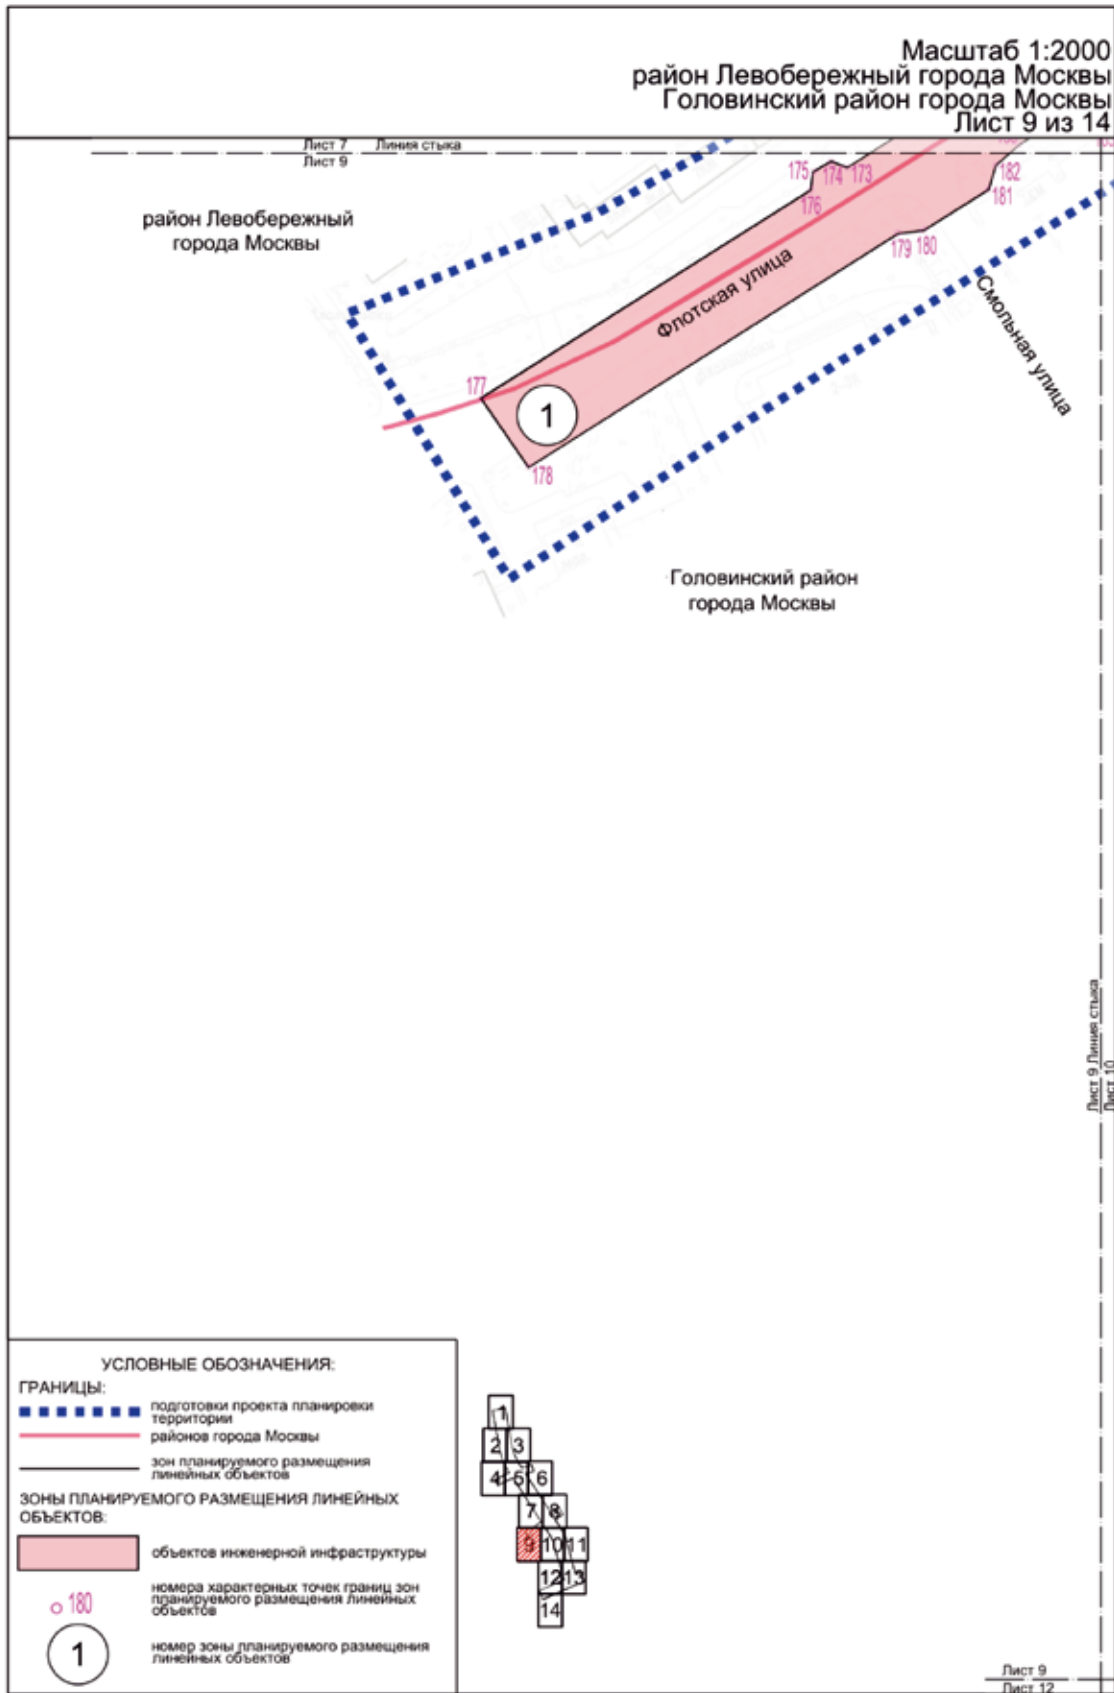 Масштаб 1:2000
район Левобережный города Москвы
Головинский район города Москвы
Лист 9 из 14
Лист 7 Линия стыка
Лист 9
175
174
173
182
181
176
179
180
район Левобережный
города Москвы
Флотская улица
Смольная улица
177
1
178
Головинский район
города Москвы
Лист 9 Линия стыка
Лист 10
УСЛОВНЫЕ ОБОЗНАЧЕНИЯ:
ГРАНИЦЫ:
подготовки проекта планировки
территории
районов города Москвы
зон планируемого размещения
линейных объектов
ЗОНЫ ПЛАНИРУЕМОГО РАЗМЕЩЕНИЯ ЛИНЕЙНЫХ
ОБЪЕКТОВ:
объектов инженерной инфраструктуры
180
номера характерных точек границ зон
планируемого размещения линейных
объектов
1
номер зоны планируемого размещения
линейных объектов
1
2 3
4 5 6
7 8
9 10 11
12 13
14
Лист 9
Лист 12